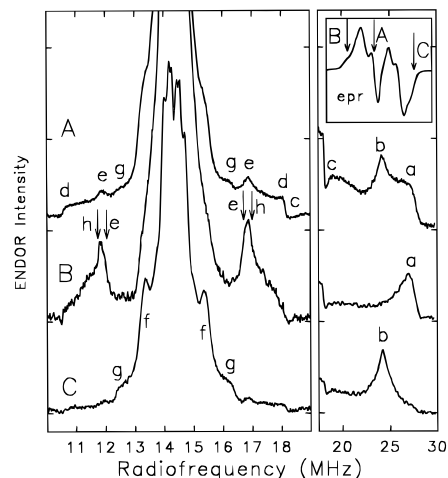 B A C
epr
A
d e g g e d c
c b a
h e e h
B
a
f f
C
g g
b
11 12 13 14 15 16 17 18 20 25 30
Radiofrequency (MHz)
ENDOR Intensity